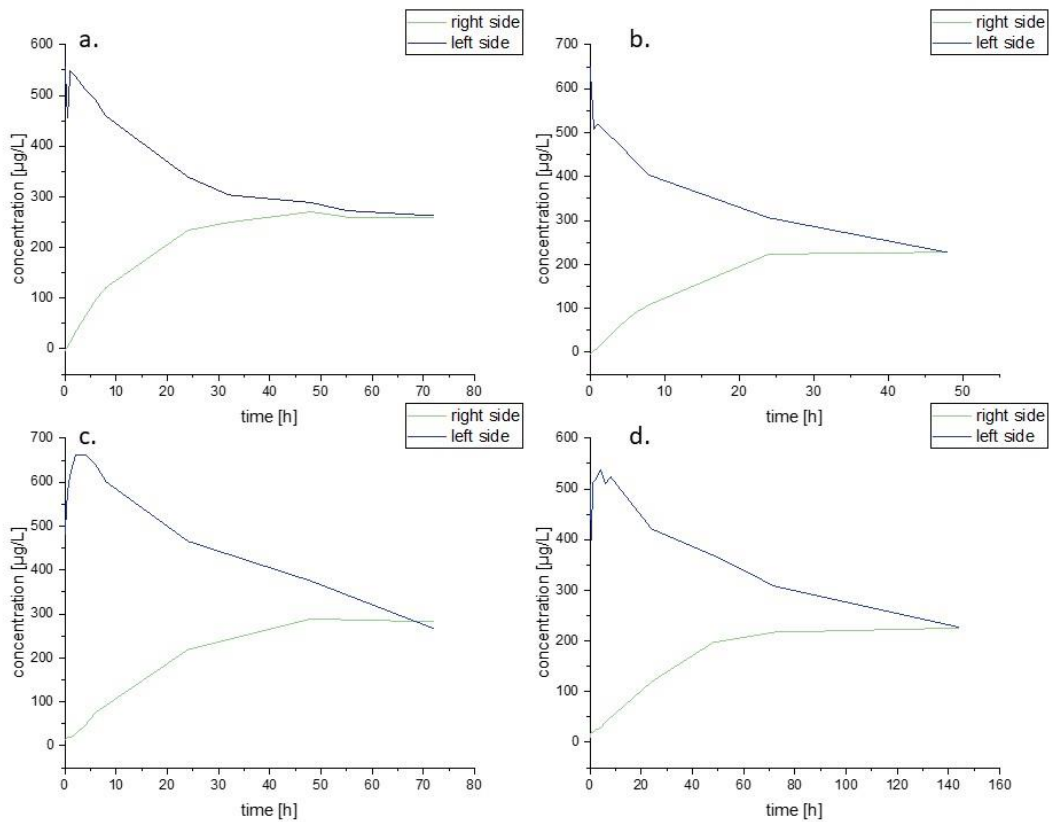 a.
right side
left side
600
500
400
300
200
100
0
concentration [µg/L]
0 10 20 30 40 50 60 70 80
time [h]
b.
right side
left side
700
600
500
400
300
200
100
0
concentration [µg/L]
0 10 20 30 40 50
time [h]
c.
right side
left side
700
600
500
400
300
200
100
0
concentration [µg/L]
0 10 20 30 40 50 60 70 80
time [h]
d.
right side
left side
600
500
400
300
200
100
0
concentration [µg/L]
0 20 40 60 80 100 120 140 160
time [h]